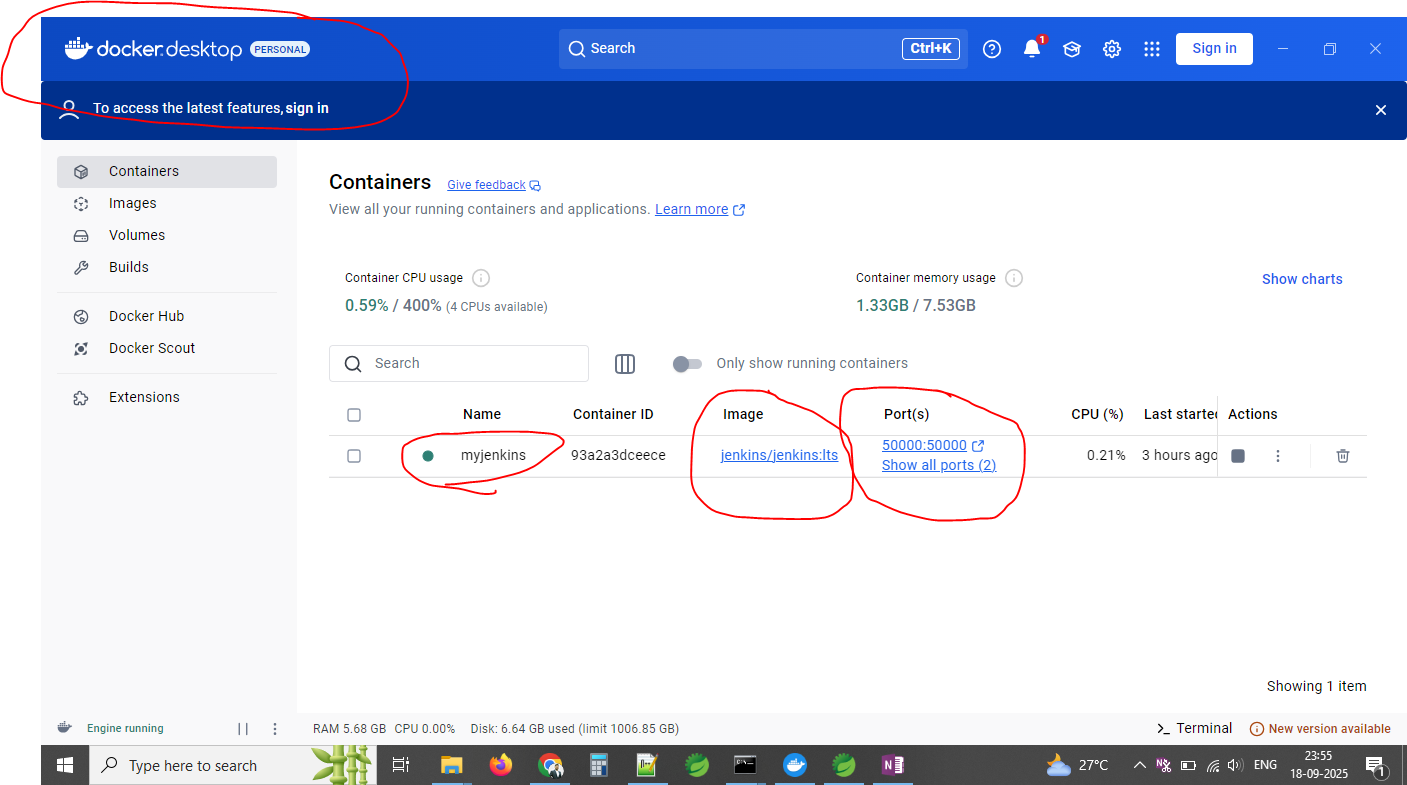 docker.desktop PERSONAL
Search Ctrl+K
1
Sign in
To access the latest features, sign in
Containers
Images
Volumes
Builds
Docker Hub
Docker Scout
Extensions
Containers Give feedback
View all your running containers and applications. Learn more
Container CPU usage
0.59% / 400% (4 CPUs available)
Container memory usage
1.33GB / 7.53GB
Show charts
Search
Only show running containers
Name Container ID Image Port(s) CPU (%) Last started Actions
myjenkins 93a2a3dceece jenkins/jenkins:lts 50000:50000 0.21% 3 hours ago
Show all ports (2)
Showing 1 item
Engine running RAM 5.68 GB CPU 0.00% Disk: 6.64 GB used (limit 1006.85 GB) Terminal New version available
Type here to search
27°C
ENG
23:55
18-09-2025
1